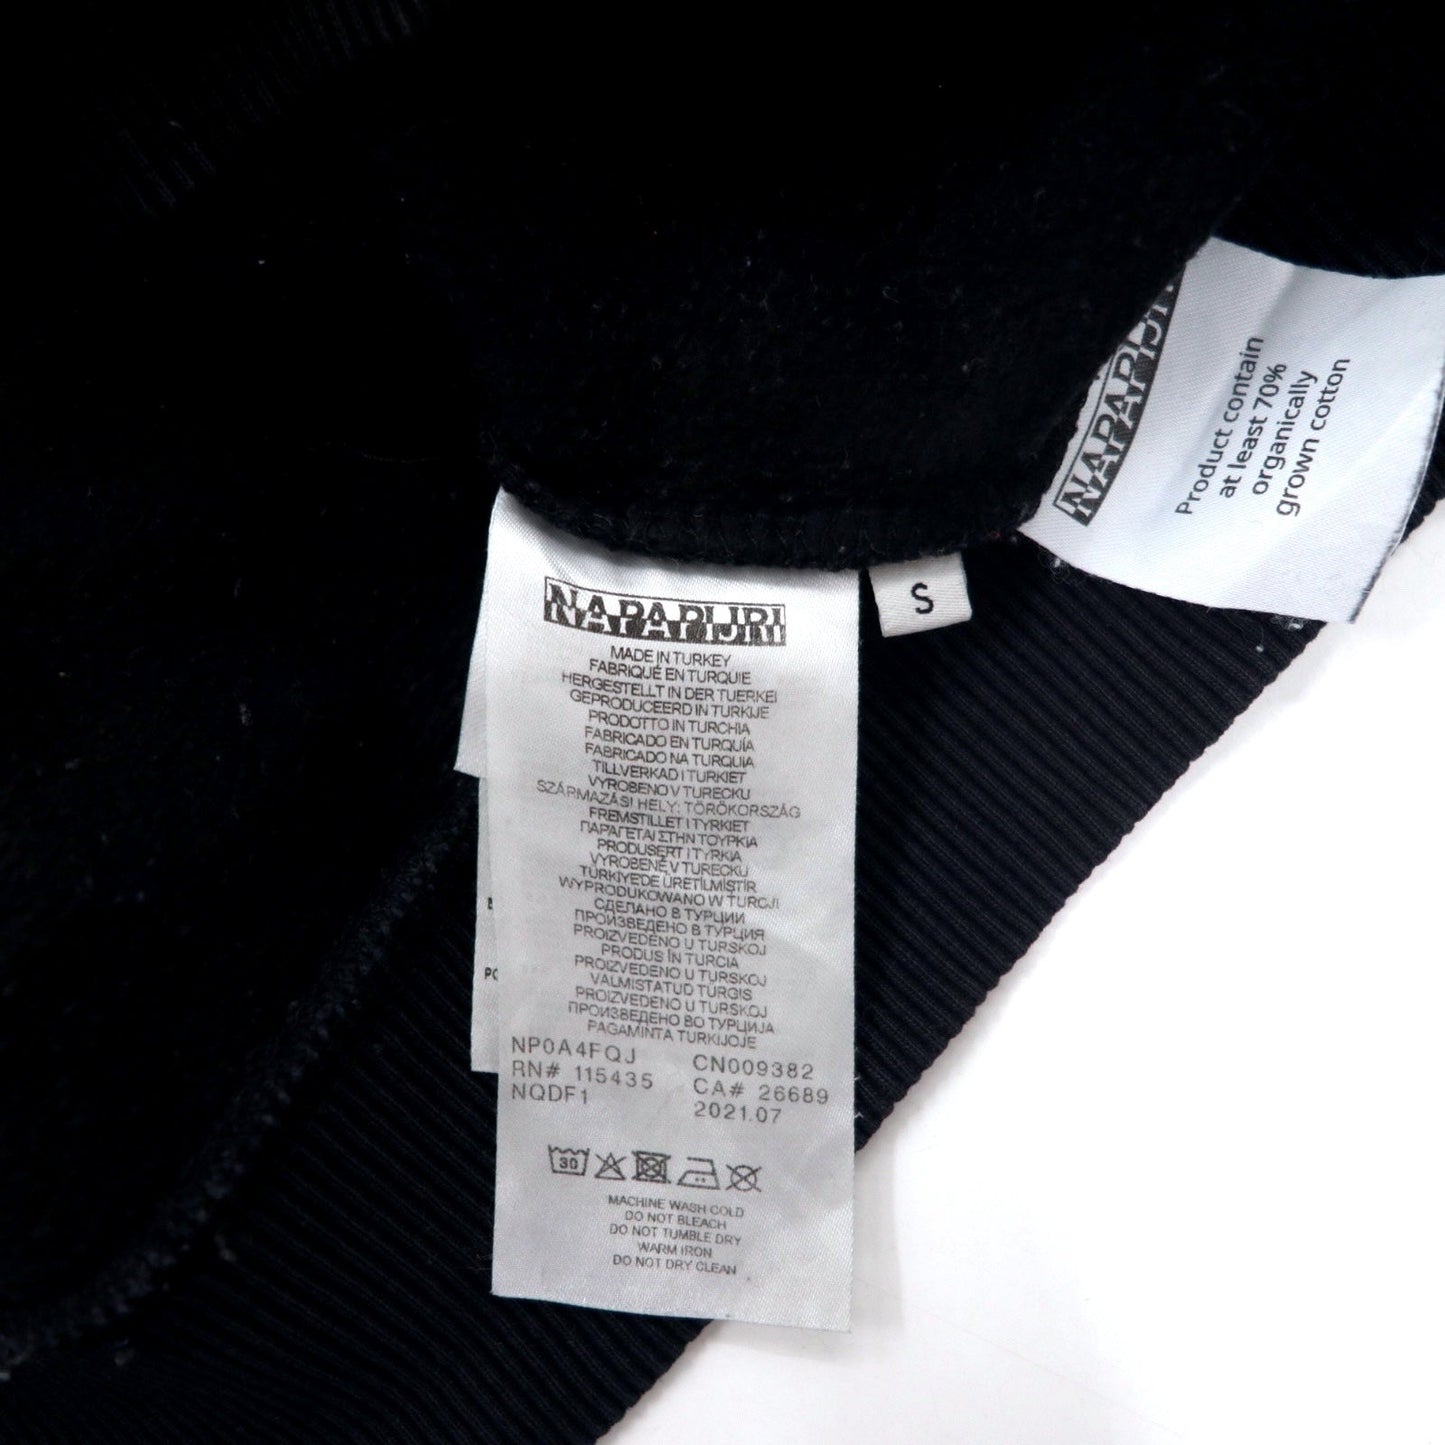 NAPAPIJRI
Product contain
at least 70%
organically
grown cotton
S
NAPAPIJRI
MADE IN TURKEY
FABRIQUÉ EN TURQUIE
HERGESTELLT IN DER TUERKEI
GEPRODUCEERD IN TURKIJE
PRODOTTO IN TURCHIA
FABRICADO EN TURQUÍA
FABRICADO NA TURQUIA
TILLVERKAD I TURKIET
VYROBENO V TURECKU
SZÁRMAZÁSI HELY: TÖRÖKORSZÁG
FREMSTILLET I TYRKIET
ΠΑΡΑΓΕΤΑΙ ΣΤΗΝ ΤΟΥΡΚΙΑ
PRODUSERT I TYRKIA
VYROBENÉ V TURECKU
TÜRKIYE'DE ÜRETİLMİŞTİR
WYPRODUKOWANO W TURCJI
СДЕЛАНО В ТУРЦИИ
ПРОИЗВЕДЕНО В ТУРЦИЯ
PROIZVEDENO U TURSKOJ
PRODUS ÎN TURCIA
PROIZVEDENO U TURSKOJ
VALMISTATUD TÜRGIS
PROIZVEDENO U TURSKOJ
ПРОИЗВЕДЕНО ВО ТУРЦИЈА
PAGAMINTA TURKIJOJE
NP0A4FQJ CN009382
RN# 115435 CA# 26689
NQDF1 2021.07
30
MACHINE WASH COLD
DO NOT BLEACH
DO NOT TUMBLE DRY
WARM IRON
DO NOT DRY CLEAN